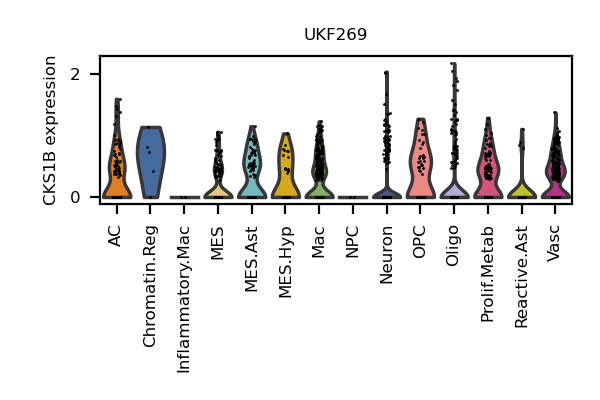 UKF269
CKS1B expression
2
0
AC
Chromatin.Reg
Inflammatory.Mac
MES
MES.Ast
MES.Hyp
Mac
NPC
Neuron
OPC
Oligo
Prolif.Metab
Reactive.Ast
Vasc